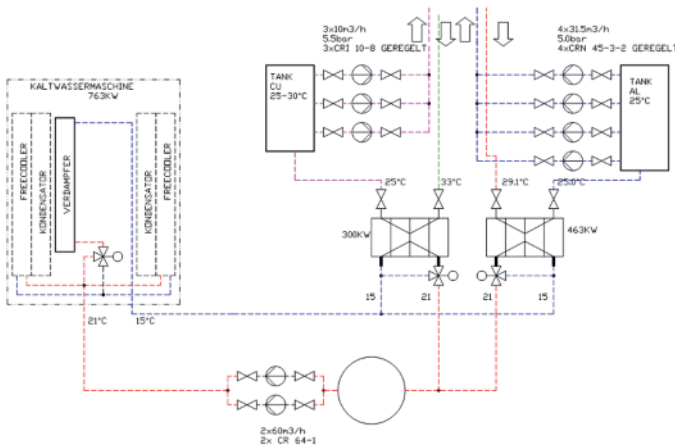 3x10m3/h
5.5bar
3xCRI 10-8 GEREGELT
4x31.5m3/h
5.0bar
4xCRN 45-3-2 GEREGELT
KALTWASSERMASCHINE
763KW
TANK
CU
25-30°C
TANK
AL
25°C
FREECOOLER
KONDENSATOR
VERDAMPFER
KONDENSATOR
FREECOOLER
25°C
33°C
29.1°C
25.0°C
300KW
463KW
15
21
21
15
21°C
15°C
2x60m3/h
2x CR 64-1